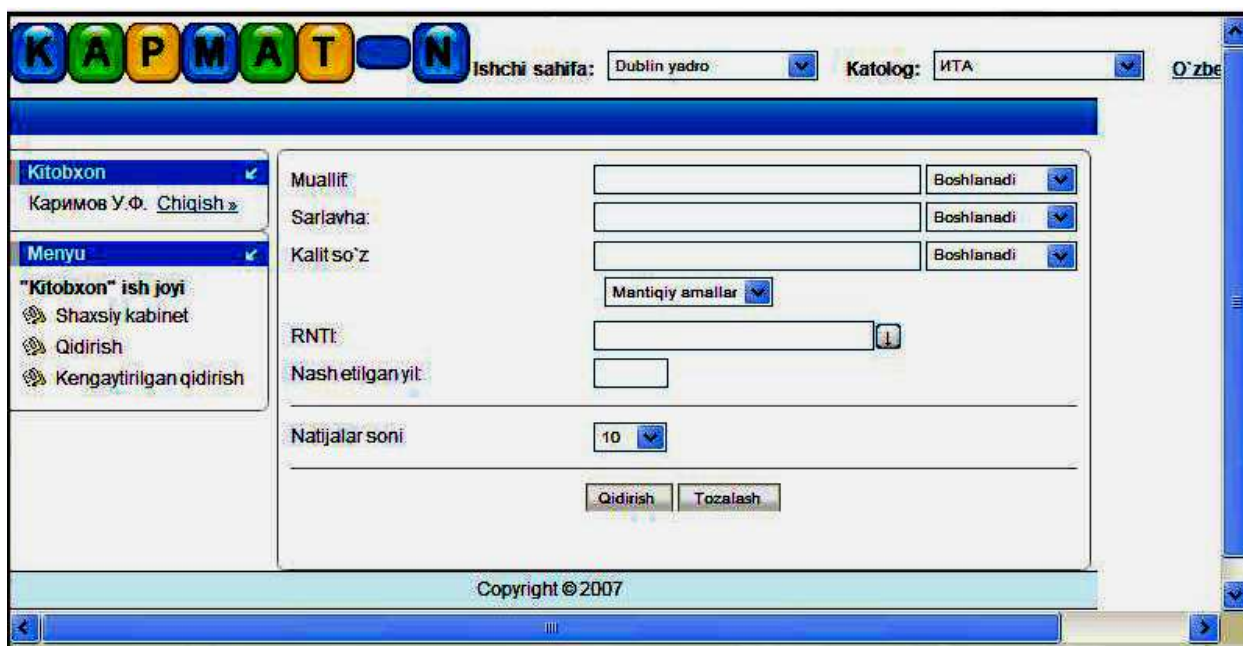 КАРМАТ-N
Ishchi sahifa: Dublin yadro Katolog: ИТА O`zbe
Kitobxon
Каримов У.Ф. Chiqish »
Menyu
"Kitobxon" ish joyi
Shaxsiy kabinet
Qidirish
Kengaytirilgan qidirish
Muallif: Boshlanadi
Sarlavha: Boshlanadi
Kalit so`z Boshlanadi
Mantiqiy amallar
RNTI:
Nash etilgan yil:
Natijalar soni 10
Qidirish Tozalash
Copyright © 2007